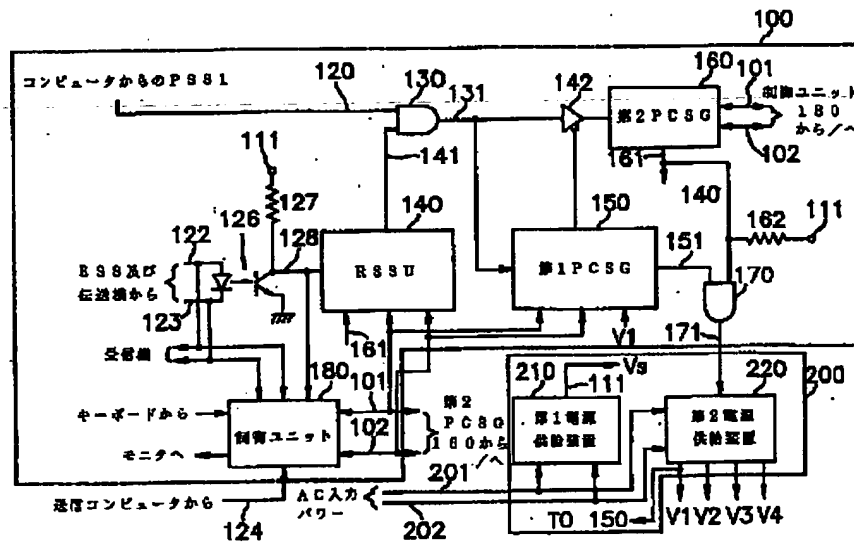 100
コンピュータからのPSS1
120
130
131
142
160
第2PCSG
101
制御ユニット
180
から/へ
102
161
111
127
141
140
150
140
162
111
126
128
122
RSS及び
伝送機から
123
RSSU
第1PCSG
151
170
161
V1
171
受信機
180
101
102
第2
PCSG
160から
/へ
210
111
Vs
220
200
キーボードから
制御ユニット
モニタへ
第1電源
供給装置
第2電源
供給装置
送信コンピュータから
124
AC入力
パワー
201
202
TO 150
V1 V2 V3 V4